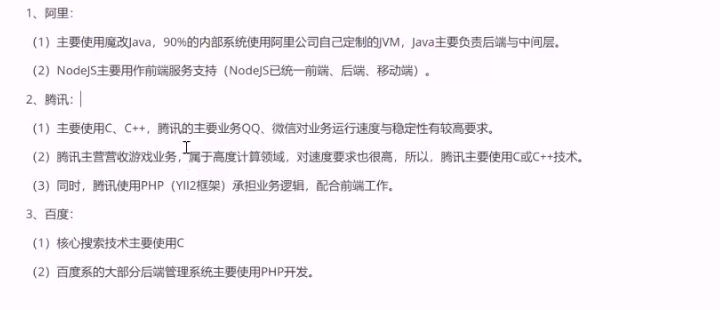 1、阿里：
（1）主要使用魔改Java，90%的内部系统使用阿里公司自己定制的JVM，Java主要负责后端与中间层。
（2）NodeJS主要用作前端服务支持（NodeJS已统一前端、后端、移动端）。
2、腾讯：
（1）主要使用C、C++，腾讯的主要业务QQ、微信对业务运行速度与稳定性有较高要求。
（2）腾讯主营营收游戏业务，属于高度计算领域，对速度要求也很高，所以，腾讯主要使用C或C++技术。
（3）同时，腾讯使用PHP（YII2框架）承担业务逻辑，配合前端工作。
3、百度：
（1）核心搜索技术主要使用C
（2）百度系的大部分后端管理系统主要使用PHP开发。